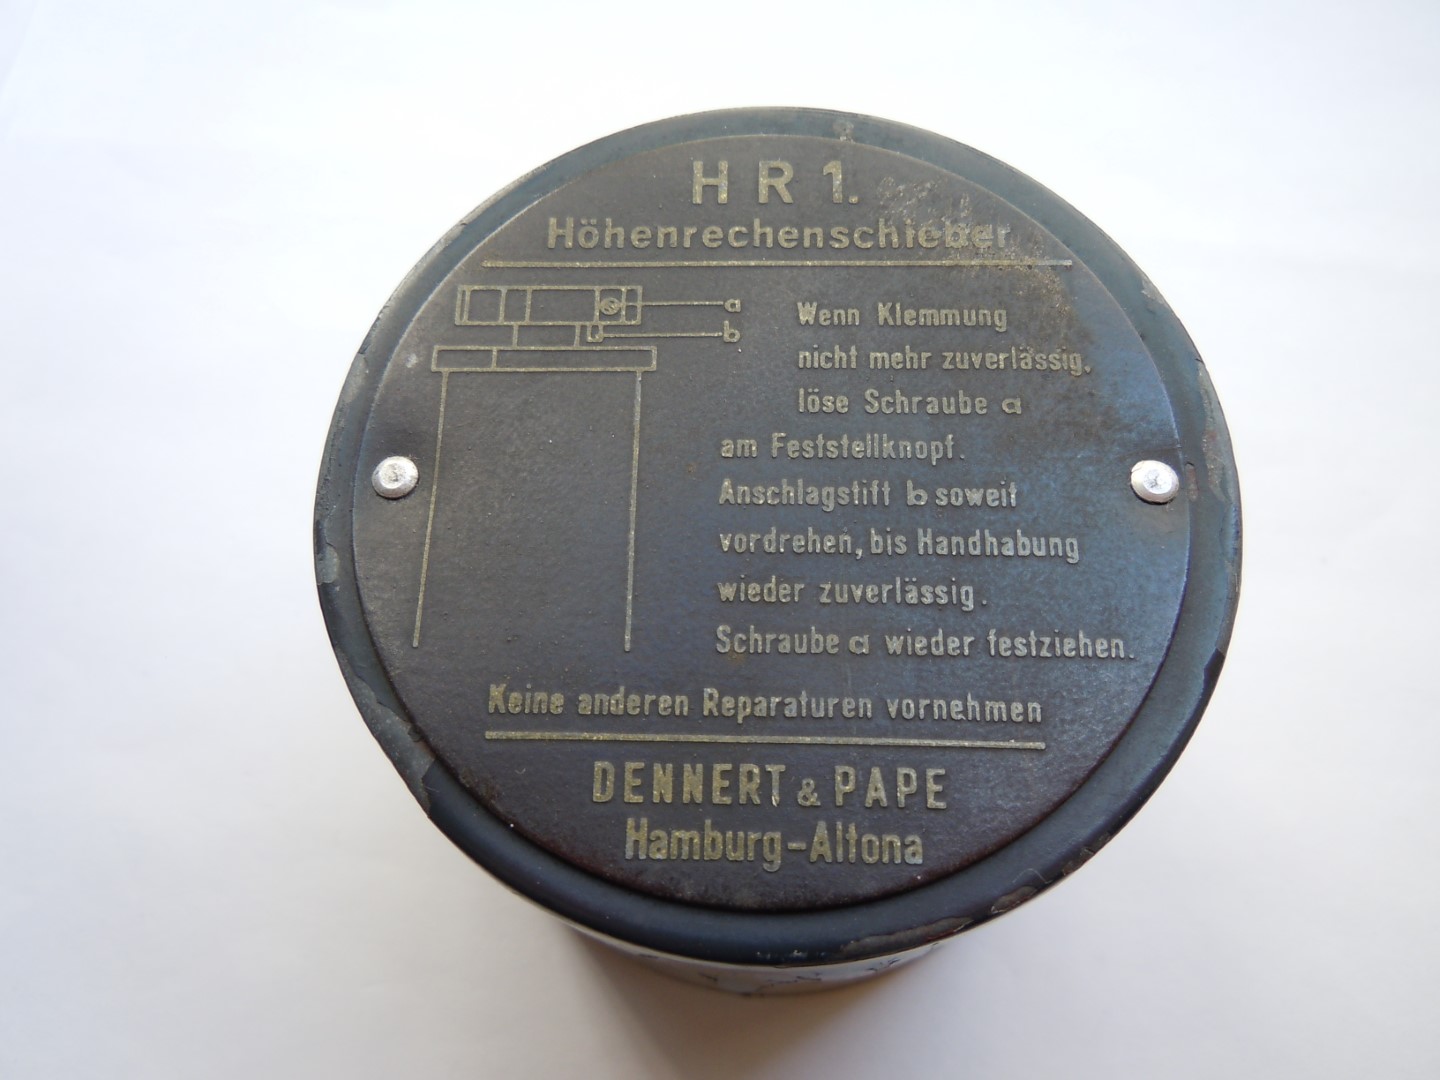 HR 1.
Höhenrechenschieber
a
b
Wenn Klemmung
nicht mehr zuverlässig,
löse Schraube a
am Feststellknopf.
Anschlagstift b soweit
vordrehen, bis Handhabung
wieder zuverlässig.
Schraube a wieder festziehen.
Keine anderen Reparaturen vornehmen
DENNERT & PAPE
Hamburg-Altona